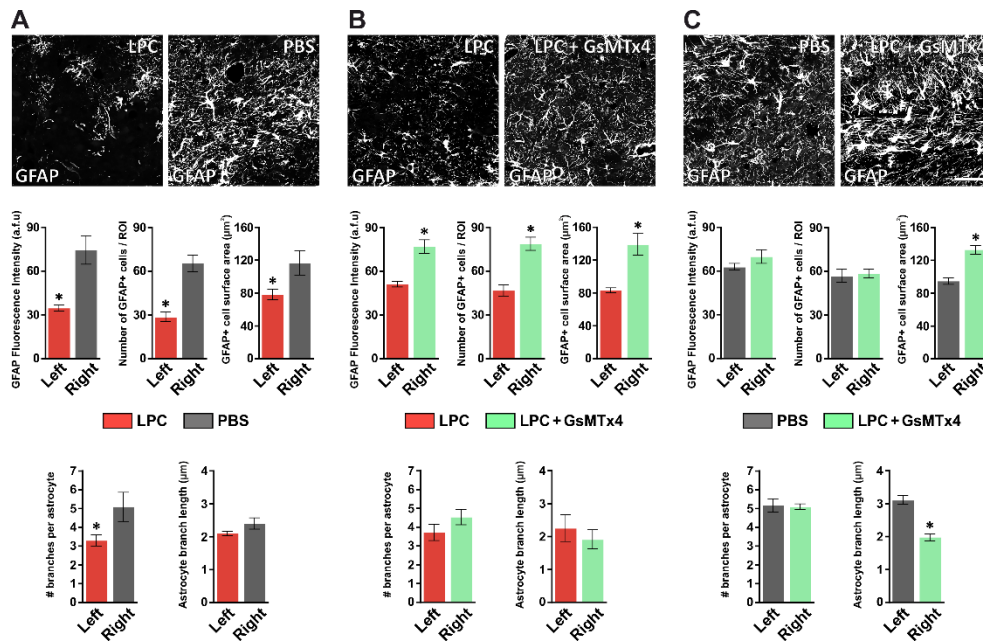 A
B
C
LPC
PBS
LPC
LPC + GsMTx4
PBS
LPC + GsMTx4
GFAP
GFAP
GFAP
GFAP
GFAP
GFAP
GFAP Fluorescence Intensity (a.f.u)
90
60
30
0
*
Left
Right
Number of GFAP+ cells / ROI
90
60
30
0
*
Left
Right
GFAP+ cell surface area (µm²)
160
120
80
40
0
*
Left
Right
GFAP Fluorescence Intensity (a.f.u)
90
60
30
0
*
Left
Right
Number of GFAP+ cells / ROI
90
60
30
0
*
Left
Right
GFAP+ cell surface area (µm²)
160
120
80
40
0
*
Left
Right
GFAP Fluorescence Intensity (a.f.u)
90
60
30
0
Left
Right
Number of GFAP+ cells / ROI
90
60
30
0
Left
Right
GFAP+ cell surface area (µm²)
160
120
80
40
0
*
Left
Right
LPC
PBS
LPC
LPC + GsMTx4
PBS
LPC + GsMTx4
# branches per astrocyte
7
6
5
4
3
2
1
0
*
Left
Right
Astrocyte branch length (µm)
4
3
2
1
0
Left
Right
# branches per astrocyte
7
6
5
4
3
2
1
0
Left
Right
Astrocyte branch length (µm)
4
3
2
1
0
Left
Right
# branches per astrocyte
7
6
5
4
3
2
1
0
Left
Right
Astrocyte branch length (µm)
4
3
2
1
0
*
Left
Right